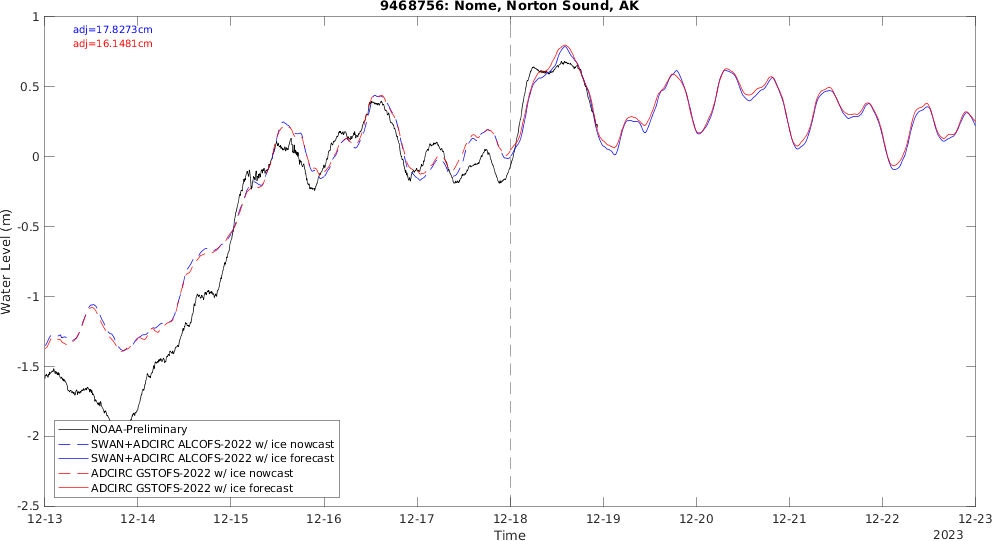 9468756: Nome, Norton Sound, AK
adj=17.8273cm
adj=16.1481cm
1
0.5
0
-0.5
-1
-1.5
-2
-2.5
Water Level (m)
NOAA-Preliminary
SWAN+ADCIRC ALCOFS-2022 w/ ice nowcast
SWAN+ADCIRC ALCOFS-2022 w/ ice forecast
ADCIRC GSTOFS-2022 w/ ice nowcast
ADCIRC GSTOFS-2022 w/ ice forecast
12-13 12-14 12-15 12-16 12-17 12-18 12-19 12-20 12-21 12-22 12-23
Time
2023